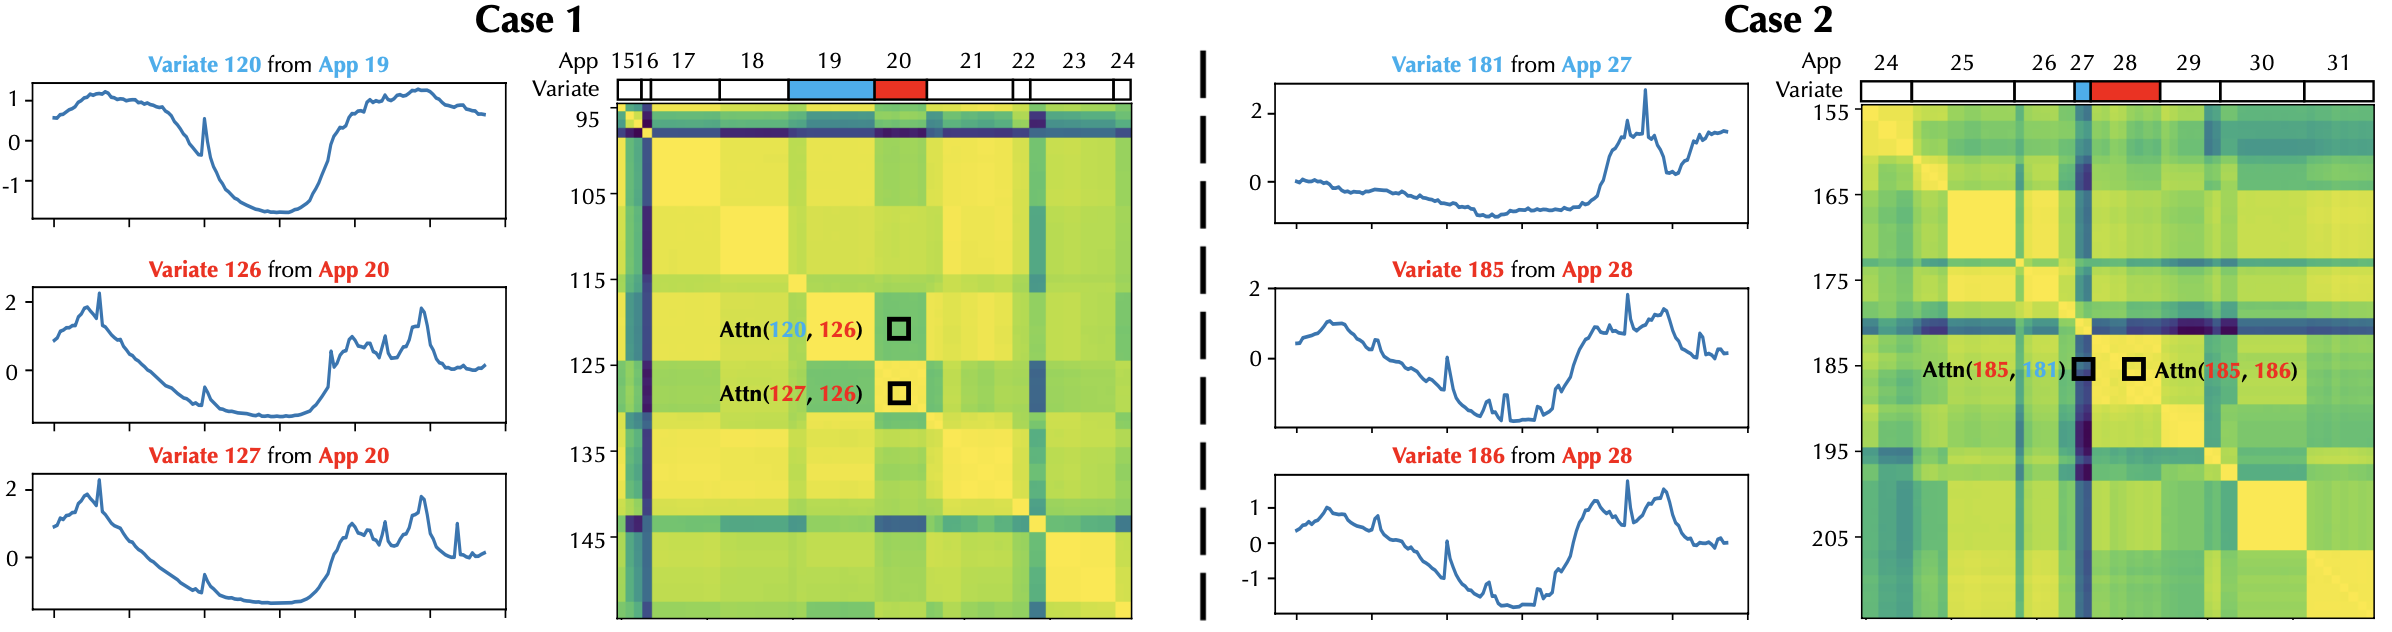 Case 1
Variate 120 from App 19
1
0
-1
Variate 126 from App 20
2
0
Variate 127 from App 20
2
0
App 15 16 17 18 19 20 21 22 23 24
Variate
95
105
115
125
135
145
Attn(120, 126)
Attn(127, 126)
Case 2
Variate 181 from App 27
2
0
Variate 185 from App 28
2
0
Variate 186 from App 28
1
0
-1
App 24 25 26 27 28 29 30 31
Variate
155
165
175
185
195
205
Attn(185, 181) Attn(185, 186)